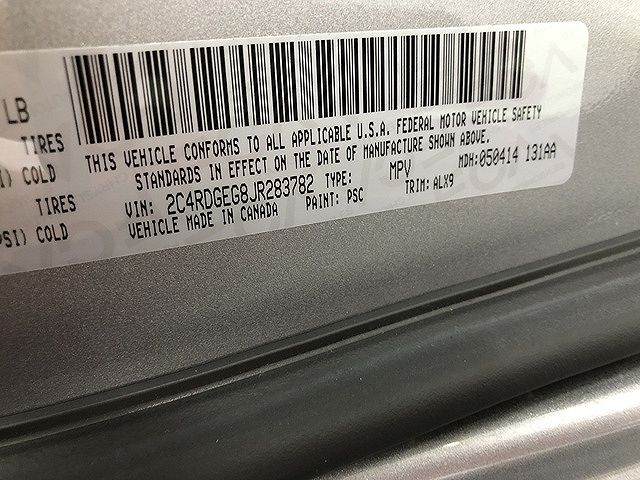 LB
TIRES
I) COLD
TIRES
PSI) COLD
THIS VEHICLE CONFORMS TO ALL APPLICABLE U.S.A. FEDERAL MOTOR VEHICLE SAFETY
STANDARDS IN EFFECT ON THE DATE OF MANUFACTURE SHOWN ABOVE.
VIN: 2C4RDGEG8JR283782 TYPE: MPV MDH:050414 131AA
VEHICLE MADE IN CANADA PAINT: PSC TRIM: ALX9